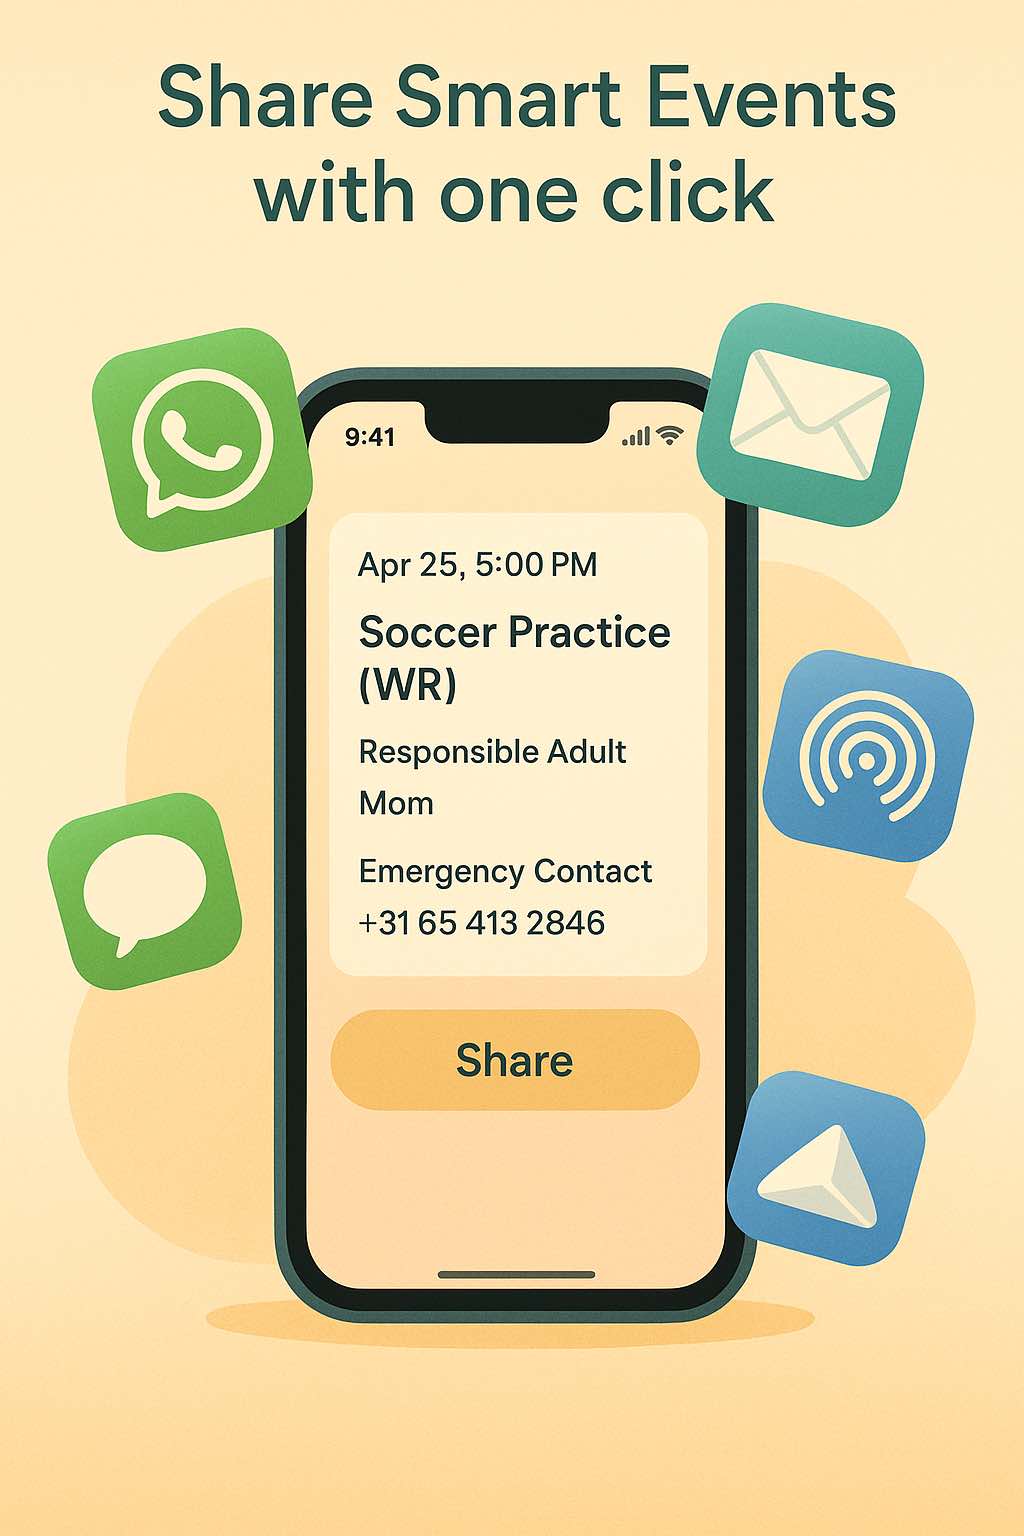 Share Smart Events
with one click
9:41
Apr 25, 5:00 PM
Soccer Practice
(WR)
Responsible Adult
Mom
Emergency Contact
+31 65 413 2846
Share